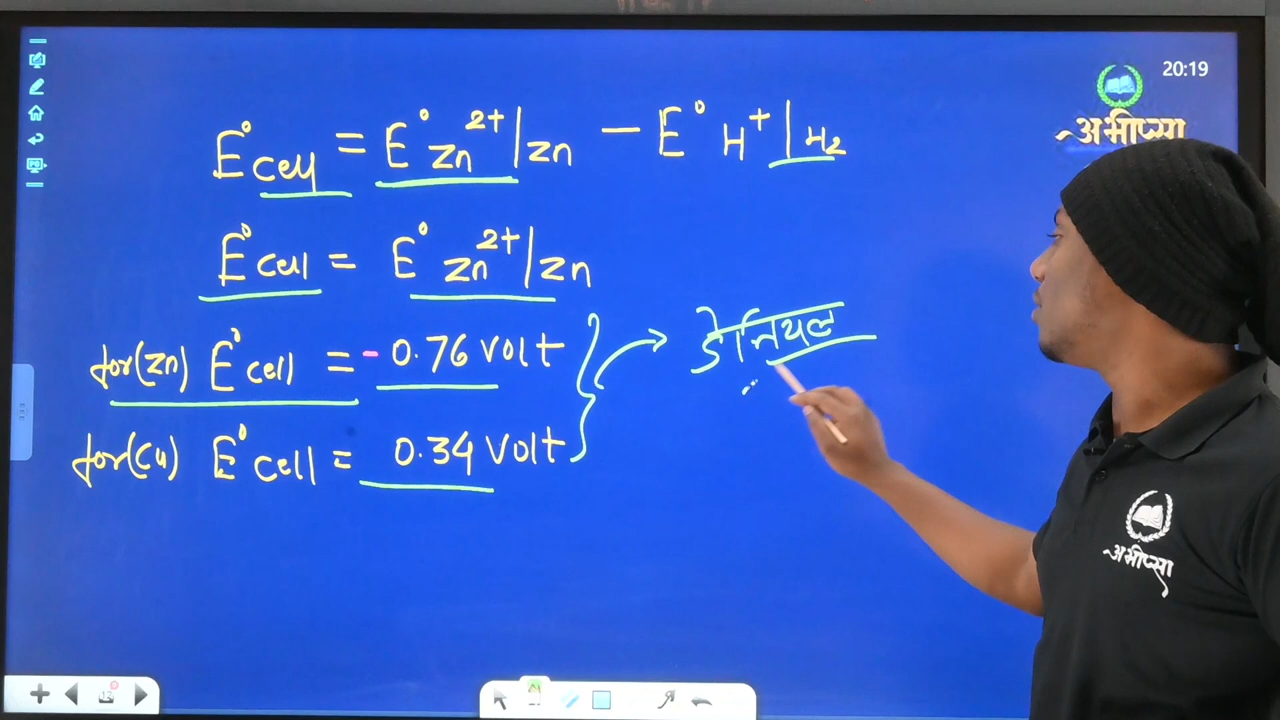 20:19
अभीप्सा
E°cell = E° Zn²⁺|Zn − E° H⁺|H₂
E°cell = E° Zn²⁺|Zn
for(Zn) E°cell = -0.76 volt
डेनियल
for(Cu) E°cell = 0.34 volt
अभीप्सा